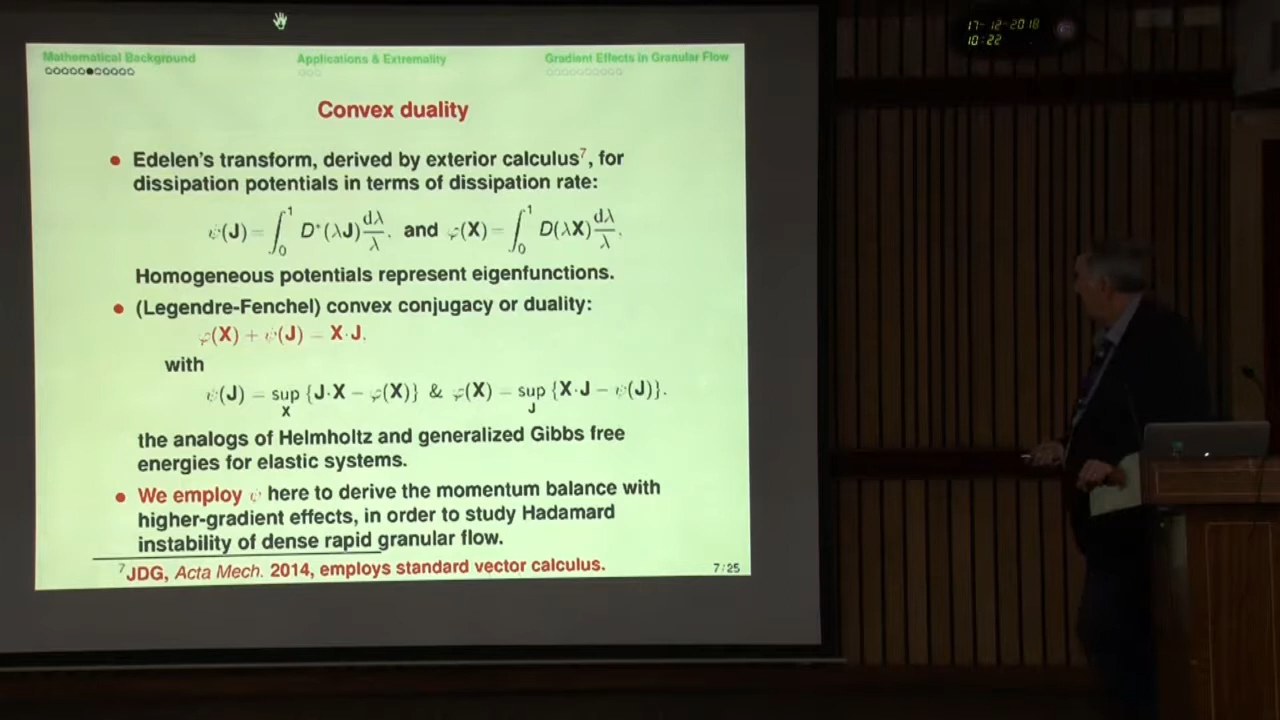 17-12-2018
10:22
Mathematical Background Applications & Extremality Gradient Effects in Granular Flow
Convex duality
• Edelen's transform, derived by exterior calculus⁷, for
dissipation potentials in terms of dissipation rate:
ψ(J) = ∫₀¹ D*(λJ) dλ/λ, and φ(X) = ∫₀¹ D(λX) dλ/λ.
Homogeneous potentials represent eigenfunctions.
• (Legendre-Fenchel) convex conjugacy or duality:
φ(X) + ψ(J) = X·J,
with
ψ(J) = sup_X {J·X − φ(X)} & φ(X) = sup_J {X·J − ψ(J)}.
the analogs of Helmholtz and generalized Gibbs free
energies for elastic systems.
• We employ ψ here to derive the momentum balance with
higher-gradient effects, in order to study Hadamard
instability of dense rapid granular flow.
⁷JDG, Acta Mech. 2014, employs standard vector calculus.
7/25